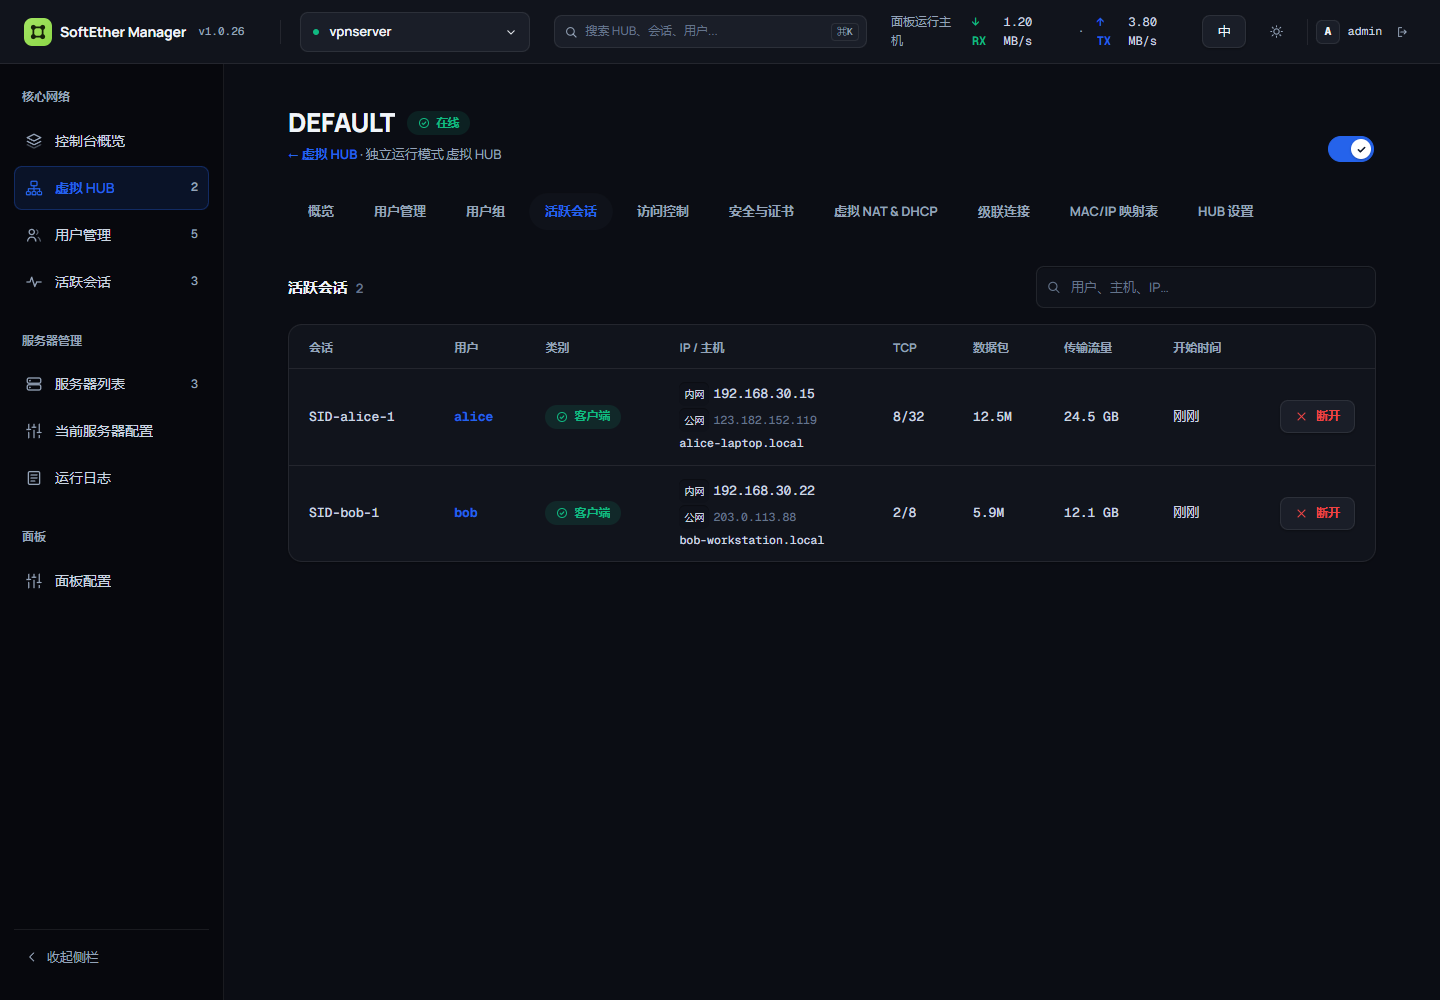 SoftEther Manager v1.0.26
vpnserver
搜索 HUB、会话、用户... ⌘K
面板运行主机
↓ RX 1.20 MB/s · ↑ TX 3.80 MB/s
中
A admin
核心网络
控制台概览
虚拟 HUB 2
用户管理 5
活跃会话 3
服务器管理
服务器列表 3
当前服务器配置
运行日志
面板
面板配置
收起侧栏
DEFAULT 在线
← 虚拟 HUB · 独立运行模式 虚拟 HUB
概览 用户管理 用户组 活跃会话 访问控制 安全与证书 虚拟 NAT & DHCP 级联连接 MAC/IP 映射表 HUB 设置
活跃会话 2
用户、主机、IP...
会话 用户 类别 IP / 主机 TCP 数据包 传输流量 开始时间
内网 192.168.30.15
SID-alice-1 alice 客户端 公网 123.182.152.119 8/32 12.5M 24.5 GB 刚刚 断开
alice-laptop.local
内网 192.168.30.22
SID-bob-1 bob 客户端 公网 203.0.113.88 2/8 5.9M 12.1 GB 刚刚 断开
bob-workstation.local